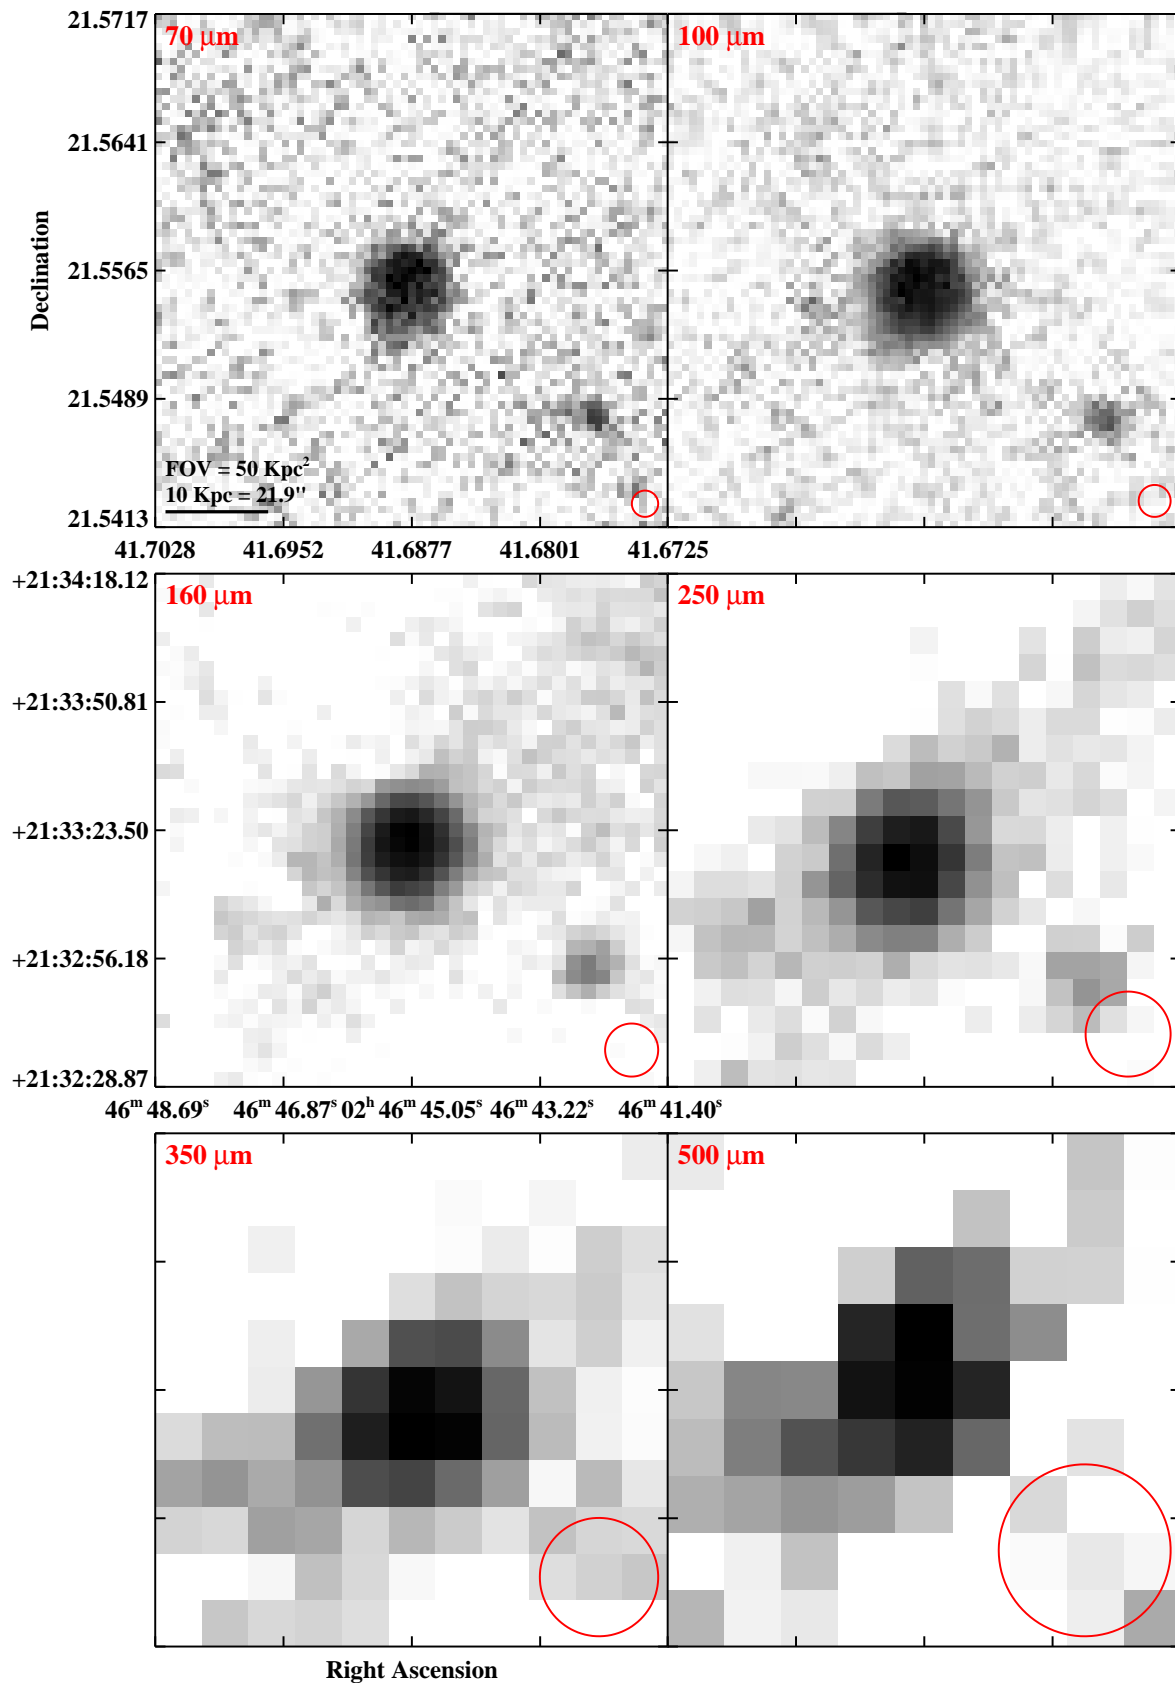 21.5717
70 μm
100 μm
21.5641
Declination
21.5565
21.5489
FOV = 50 Kpc²
10 Kpc = 21.9"
21.5413
41.7028 41.6952 41.6877 41.6801 41.6725
+21:34:18.12
160 μm
250 μm
+21:33:50.81
+21:33:23.50
+21:32:56.18
+21:32:28.87
46ᵐ 48.69ˢ 46ᵐ 46.87ˢ 02ʰ 46ᵐ 45.05ˢ 46ᵐ 43.22ˢ 46ᵐ 41.40ˢ
350 μm
500 μm
Right Ascension